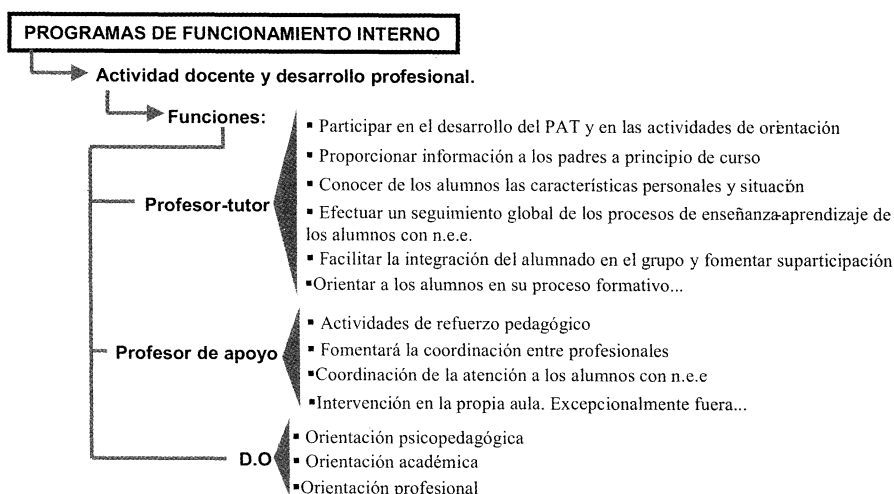 PROGRAMAS DE FUNCIONAMIENTO INTERNO
Actividad docente y desarrollo profesional.
Funciones:
Profesor-tutor
▪ Participar en el desarrollo del PAT y en las actividades de orientación
▪ Proporcionar información a los padres a principio de curso
▪ Conocer de los alumnos las características personales y situación
▪ Efectuar un seguimiento global de los procesos de enseñanza-aprendizaje de
los alumnos con n.e.e.
▪ Facilitar la integración del alumnado en el grupo y fomentar suparticipación
▪Orientar a los alumnos en su proceso formativo...
Profesor de apoyo
▪ Actividades de refuerzo pedagógico
▪ Fomentará la coordinación entre profesionales
▪Coordinación de la atención a los alumnos con n.e.e
▪Intervención en la propia aula. Excepcionalmente fuera...
D.O
▪ Orientación psicopedagógica
▪ Orientación académica
▪Orientación profesional